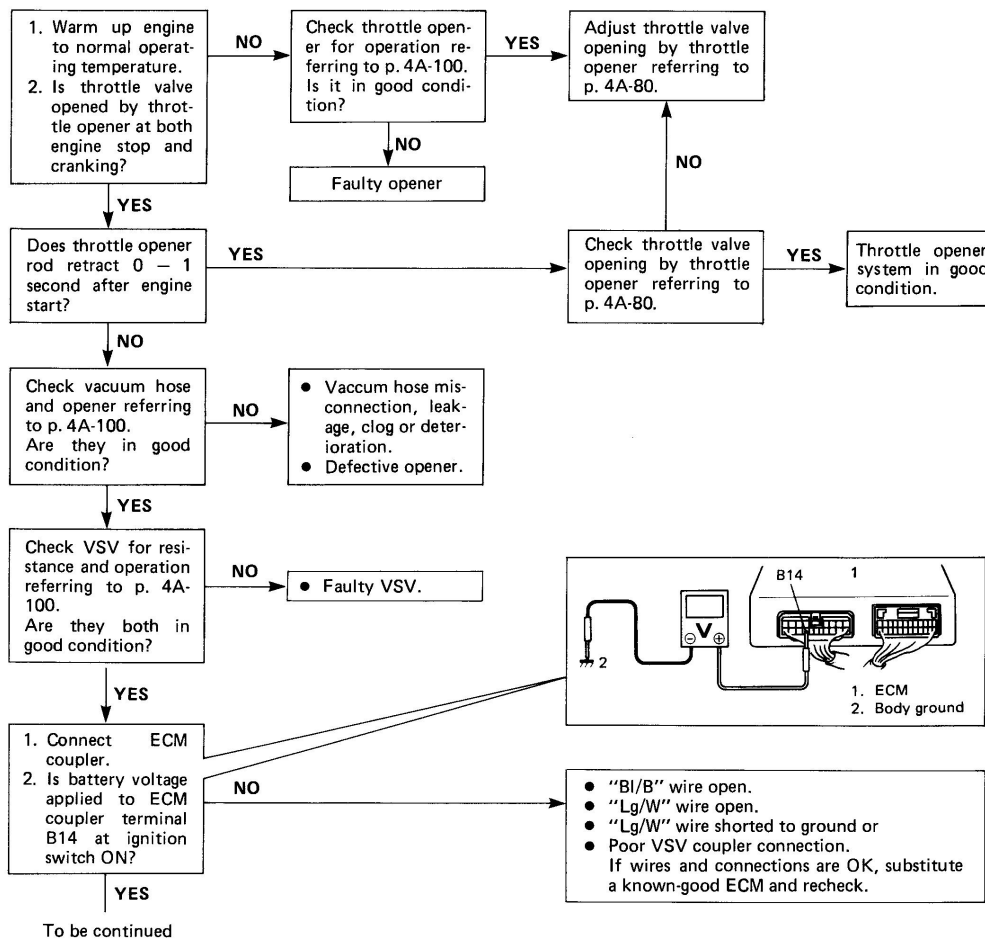 1. Warm up engine
to normal operat-
ing temperature.
2. Is throttle valve
opened by throt-
tle opener at both
engine stop and
cranking?
NO
Check throttle open-
er for operation re-
ferring to p. 4A-100.
Is it in good condi-
tion?
YES
Adjust throttle valve
opening by throttle
opener referring to
p. 4A-80.
NO
Faulty opener
NO
YES
Does throttle opener
rod retract 0 – 1
second after engine
start?
YES
Check throttle valve
opening by throttle
opener referring to
p. 4A-80.
YES
Throttle opener
system in good
condition.
NO
Check vacuum hose
and opener referring
to p. 4A-100.
Are they in good
condition?
NO
● Vaccum hose mis-
connection, leak-
age, clog or deter-
ioration.
● Defective opener.
YES
Check VSV for resi-
stance and operation
referring to p. 4A-
100.
Are they both in
good condition?
NO
● Faulty VSV.
B14
1
V
2
1. ECM
2. Body ground
YES
1. Connect ECM
coupler.
2. Is battery voltage
applied to ECM
coupler terminal
B14 at ignition
switch ON?
NO
● "Bl/B" wire open.
● "Lg/W" wire open.
● "Lg/W" wire shorted to ground or
● Poor VSV coupler connection.
If wires and connections are OK, substitute
a known-good ECM and recheck.
YES
To be continued